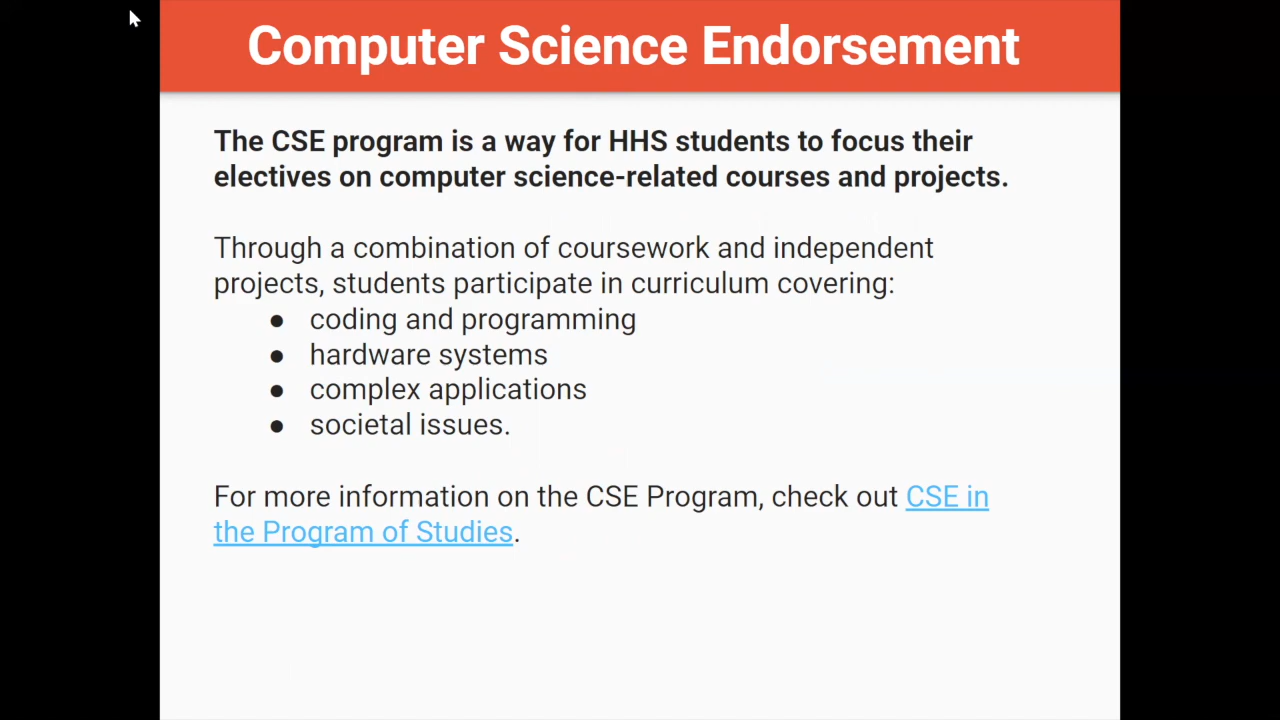 Computer Science Endorsement
The CSE program is a way for HHS students to focus their
electives on computer science-related courses and projects.
Through a combination of coursework and independent
projects, students participate in curriculum covering:
● coding and programming
● hardware systems
● complex applications
● societal issues.
For more information on the CSE Program, check out CSE in
the Program of Studies.